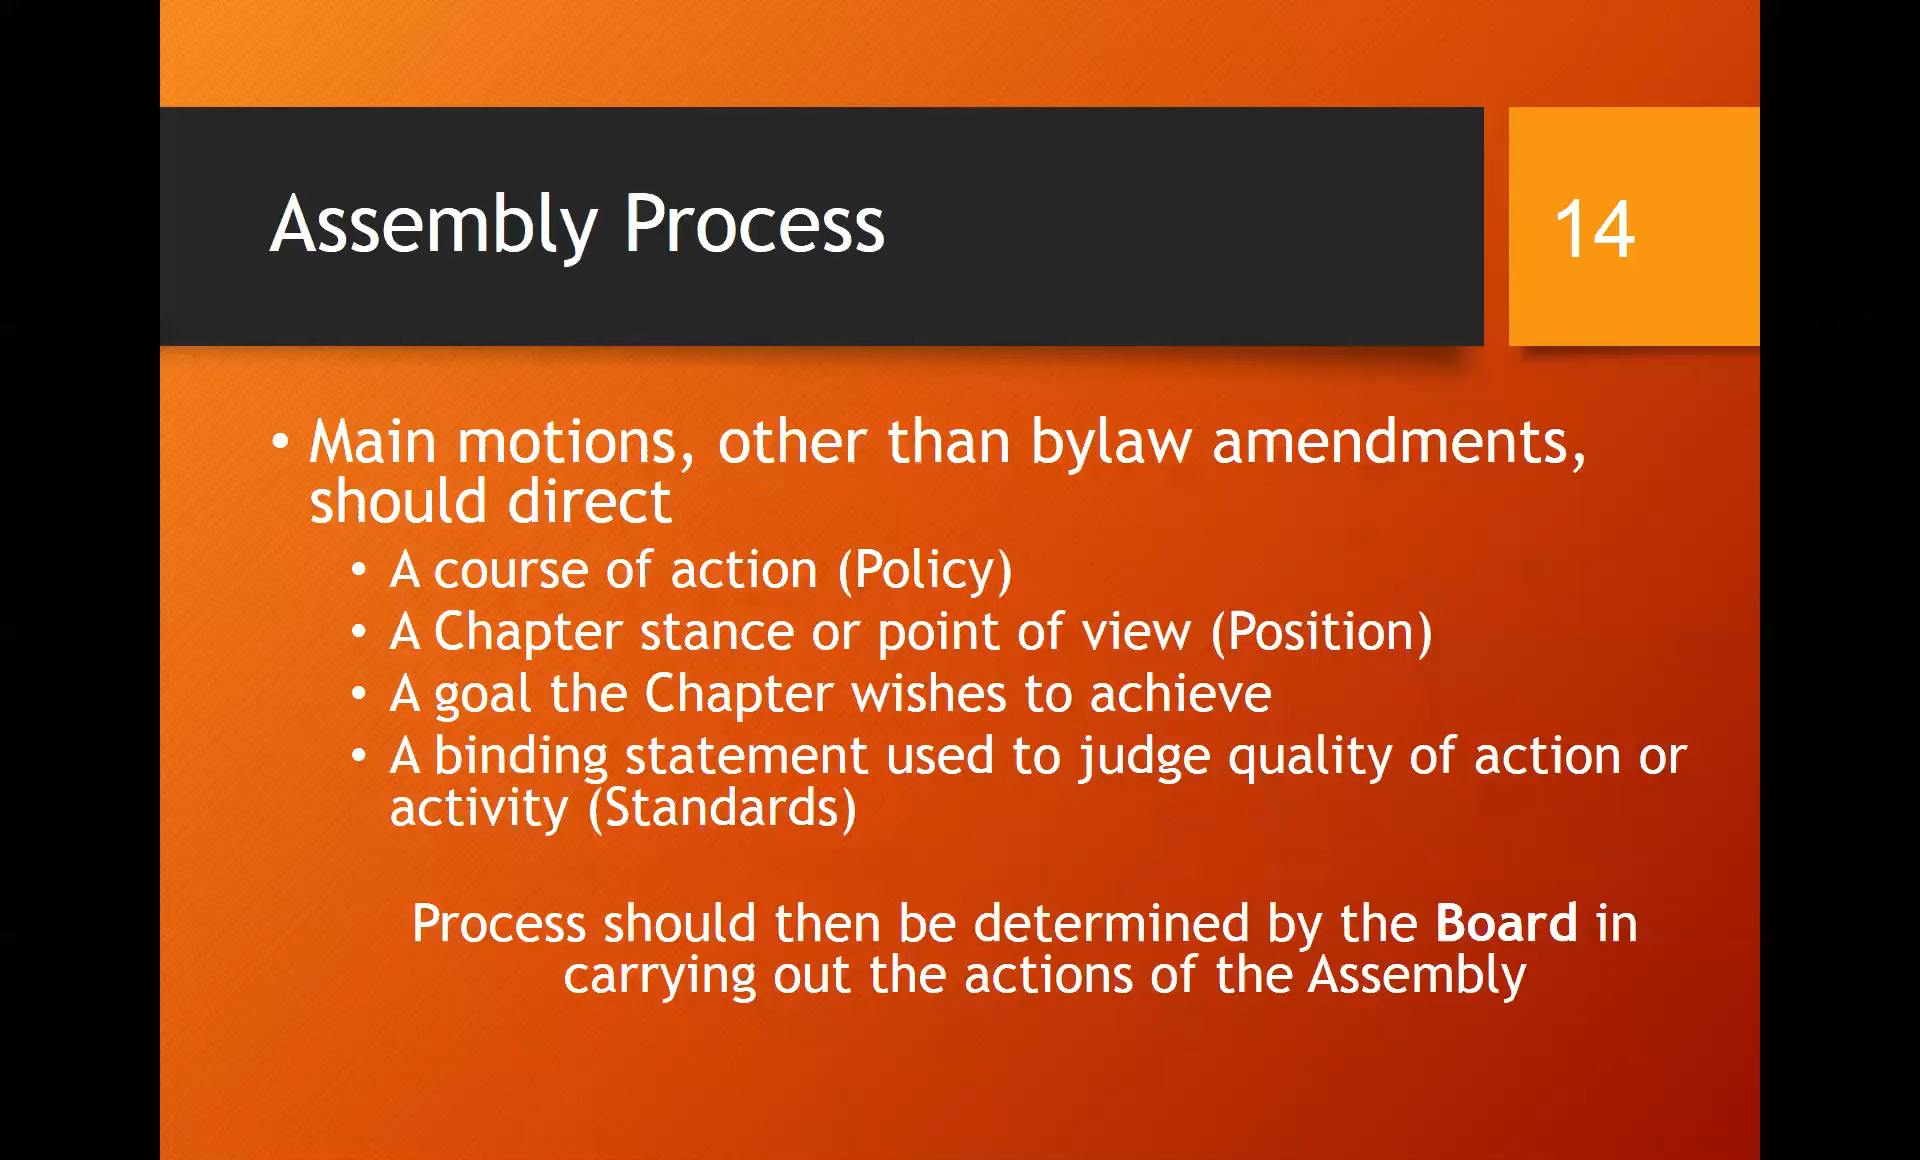 Assembly Process
14
• Main motions, other than bylaw amendments,
should direct
• A course of action (Policy)
• A Chapter stance or point of view (Position)
• A goal the Chapter wishes to achieve
• A binding statement used to judge quality of action or
activity (Standards)
Process should then be determined by the Board in
carrying out the actions of the Assembly